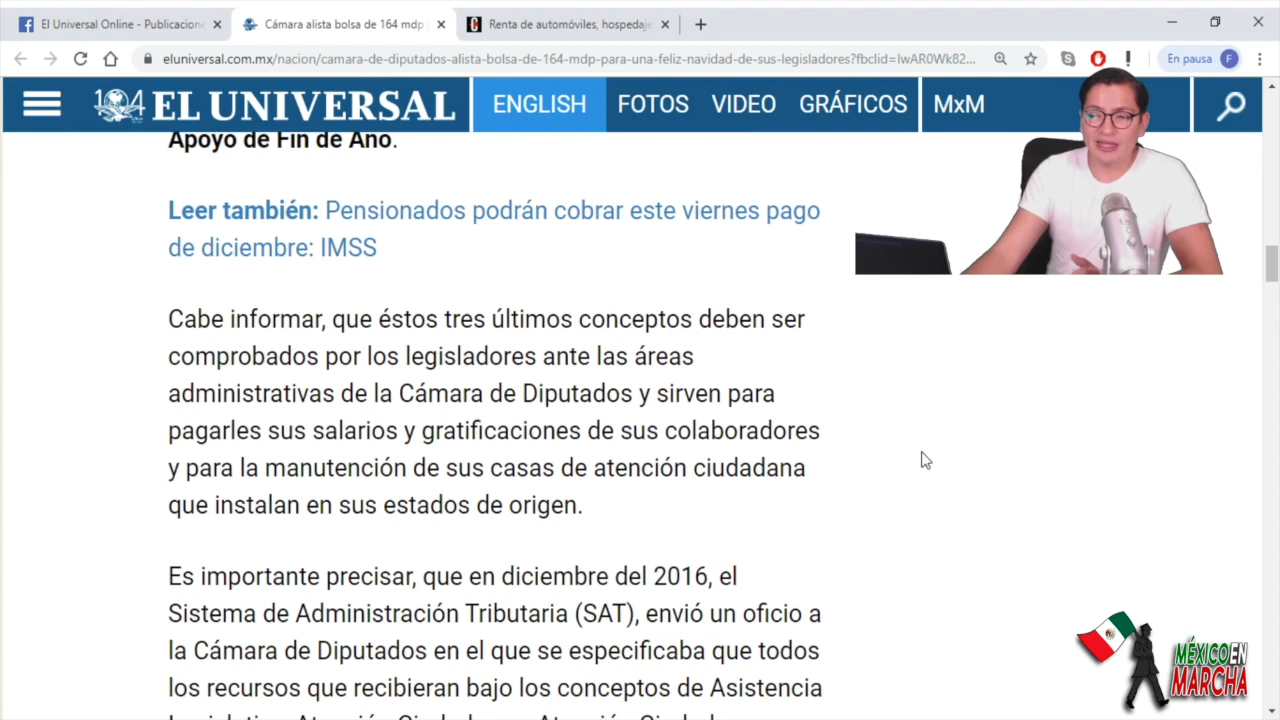 El Universal Online - Publicacione
Cámara alista bolsa de 164 mdp
Renta de automóviles, hospedaje
eluniversal.com.mx/nacion/camara-de-diputados-alista-bolsa-de-164-mdp-para-una-feliz-navidad-de-sus-legisladores?fbclid=IwAR0Wk82...
En pausa
F
104 EL UNIVERSAL
ENGLISH FOTOS VIDEO GRÁFICOS MxM
Apoyo de Fin de Año.
Leer también: Pensionados podrán cobrar este viernes pago
de diciembre: IMSS
Cabe informar, que éstos tres últimos conceptos deben ser
comprobados por los legisladores ante las áreas
administrativas de la Cámara de Diputados y sirven para
pagarles sus salarios y gratificaciones de sus colaboradores
y para la manutención de sus casas de atención ciudadana
que instalan en sus estados de origen.
Es importante precisar, que en diciembre del 2016, el
Sistema de Administración Tributaria (SAT), envió un oficio a
la Cámara de Diputados en el que se especificaba que todos
los recursos que recibieran bajo los conceptos de Asistencia
MÉXICO EN
MARCHA